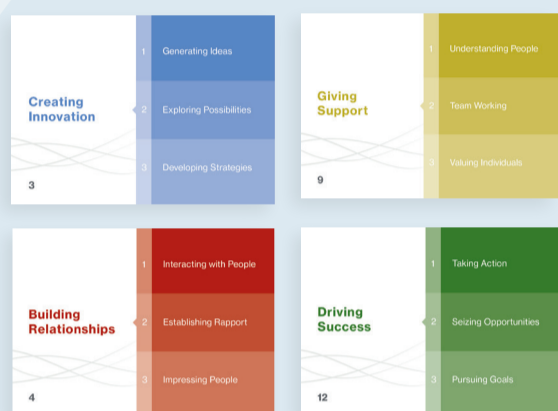 Creating
Innovation
3
1 Generating Ideas
2 Exploring Possibilities
3 Developing Strategies
Giving
Support
9
1 Understanding People
2 Team Working
3 Valuing Individuals
Building
Relationships
4
1 Interacting with People
2 Establishing Rapport
3 Impressing People
Driving
Success
12
1 Taking Action
2 Seizing Opportunities
3 Pursuing Goals